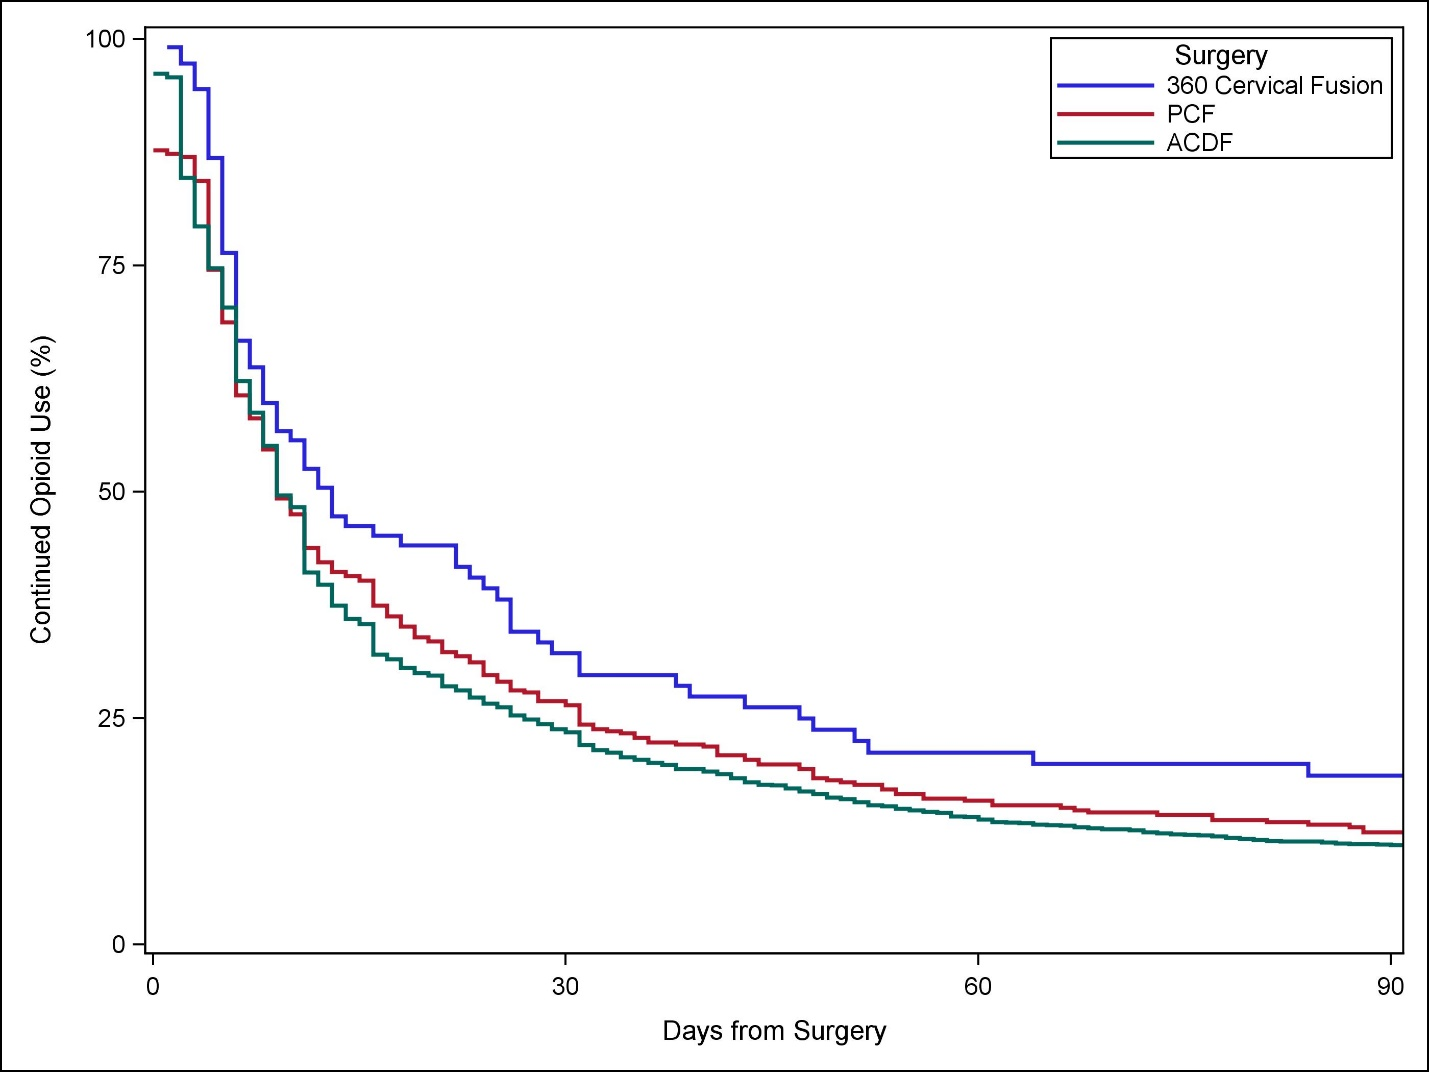 Surgery
360 Cervical Fusion
PCF
ACDF
100
75
50
25
0
Continued Opioid Use (%)
0 30 60 90
Days from Surgery